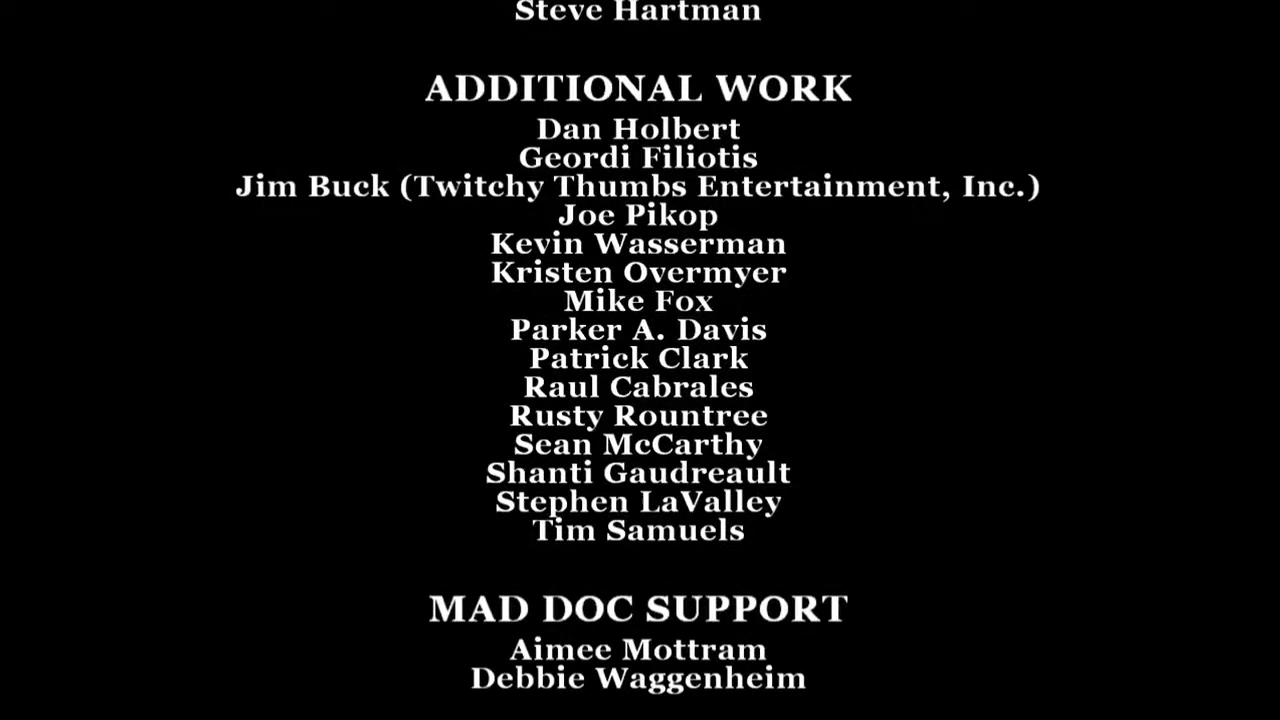 Steve Hartman
ADDITIONAL WORK
Dan Holbert
Geordi Filiotis
Jim Buck (Twitchy Thumbs Entertainment, Inc.)
Joe Pikop
Kevin Wasserman
Kristen Overmyer
Mike Fox
Parker A. Davis
Patrick Clark
Raul Cabrales
Rusty Rountree
Sean McCarthy
Shanti Gaudreault
Stephen LaValley
Tim Samuels
MAD DOC SUPPORT
Aimee Mottram
Debbie Waggenheim